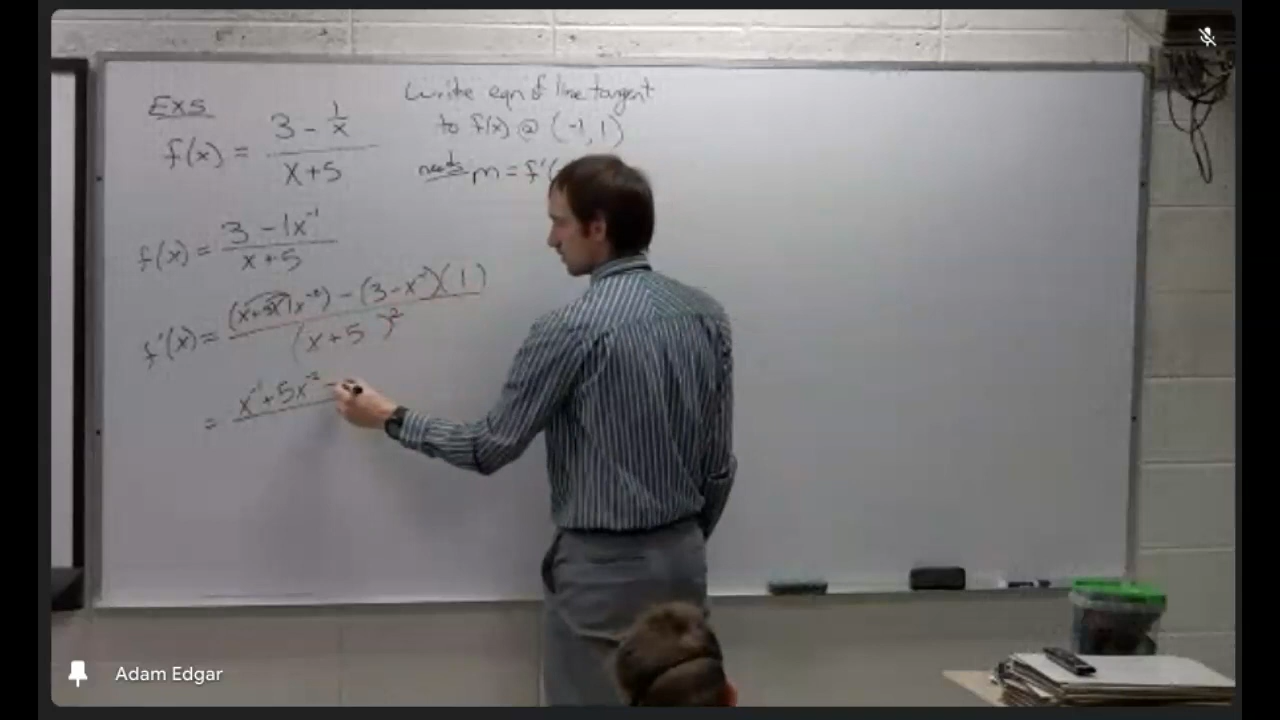 Exs
f(x) = (3 - 1/x)/(x+5)
Write eqn of line tangent
to f(x) @ (-1, 1)
needs m = f'(
f(x) = (3 - 1x⁻¹)/(x+5)
f'(x) = ((x+5)(1x⁻²) - (3-x⁻¹)(1))/(x+5)²
= x⁻¹+5x⁻² -
Adam Edgar